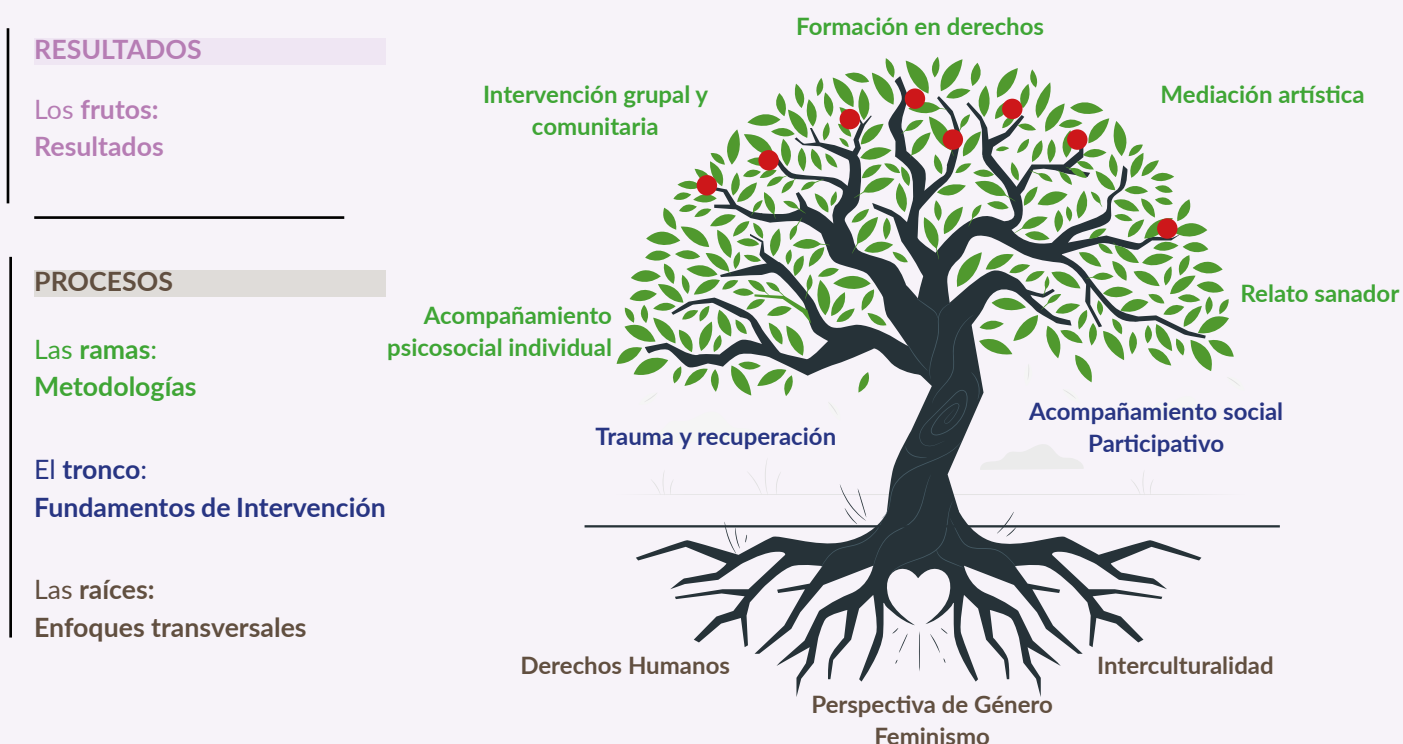 RESULTADOS
Los frutos:
Resultados
PROCESOS
Las ramas:
Metodologías
El tronco:
Fundamentos de Intervención
Las raíces:
Enfoques transversales
Formación en derechos
Intervención grupal y
comunitaria
Mediación artística
Acompañamiento
psicosocial individual
Relato sanador
Trauma y recuperación
Acompañamiento social
Participativo
Derechos Humanos
Interculturalidad
Perspectiva de Género
Feminismo